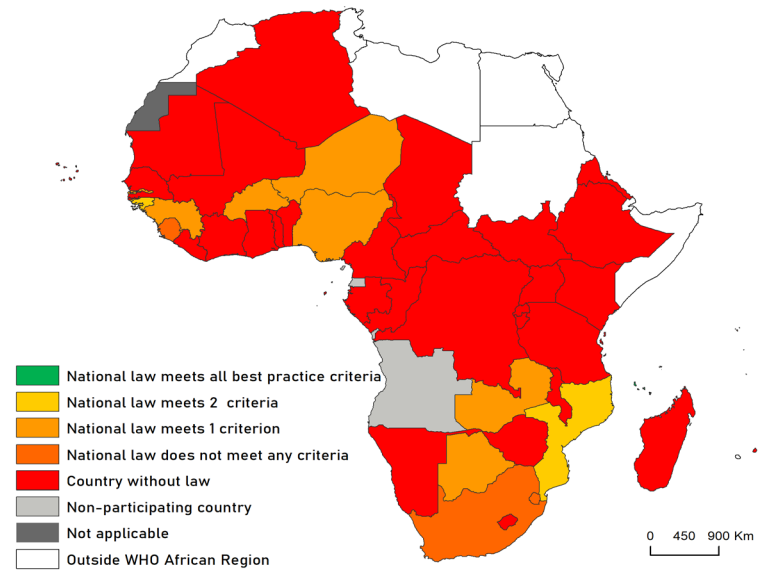 National law meets all best practice criteria
National law meets 2 criteria
National law meets 1 criterion
National law does not meet any criteria
Country without law
Non-participating country
Not applicable
Outside WHO African Region
0 450 900 Km